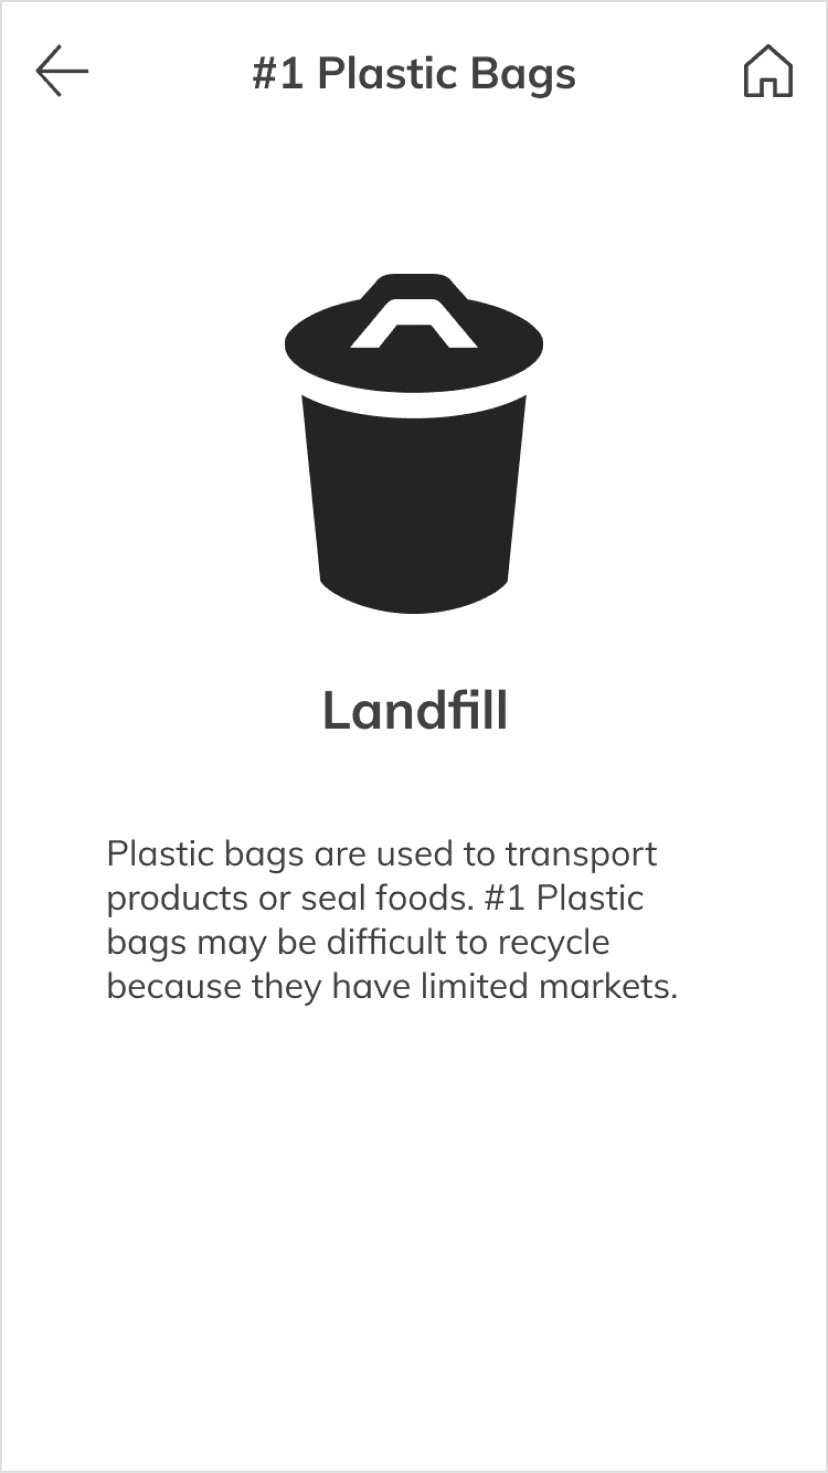 #1 Plastic Bags
Landfill
Plastic bags are used to transport
products or seal foods. #1 Plastic
bags may be difficult to recycle
because they have limited markets.